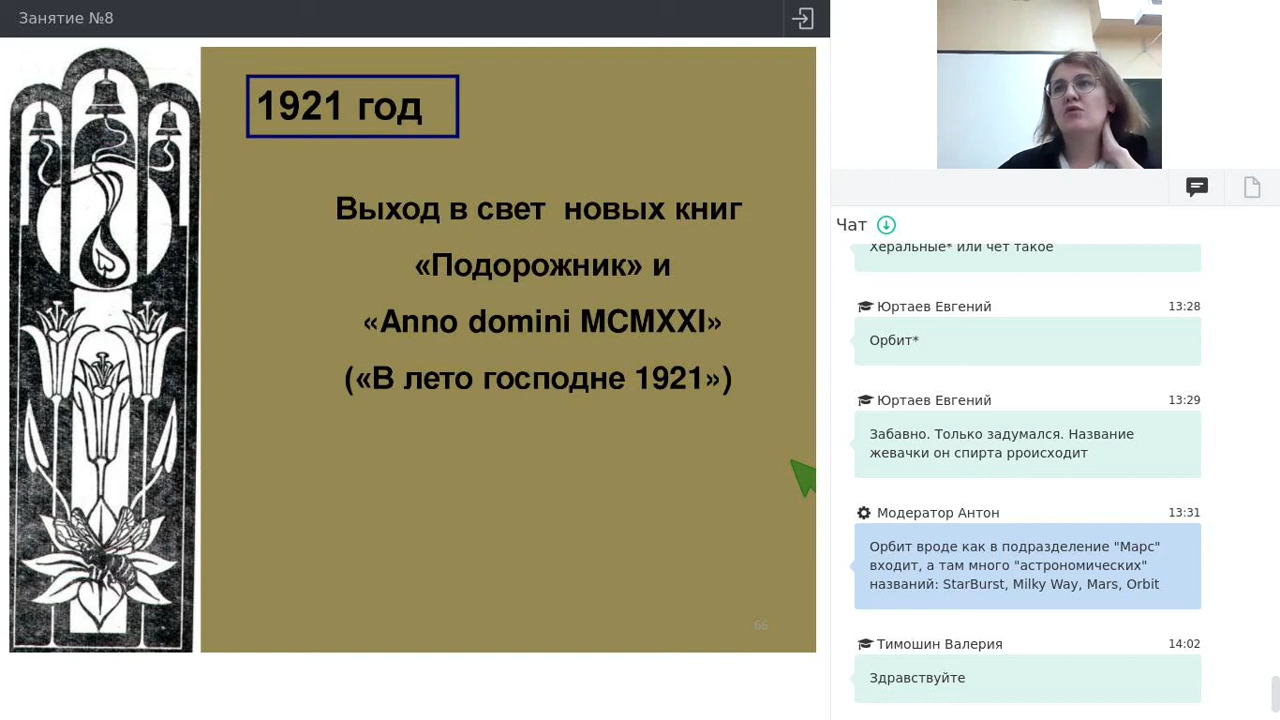 Занятие №8
1921 год
Выход в свет новых книг
«Подорожник» и
«Anno domini MCMXXI»
(«В лето господне 1921»)
66
Чат
Херальные* или чет такое
Юртаев Евгений 13:28
Орбит*
Юртаев Евгений 13:29
Забавно. Только задумался. Название
жевачки он спирта рроисходит
Модератор Антон 13:31
Орбит вроде как в подразделение "Марс"
входит, а там много "астрономических"
названий: StarBurst, Milky Way, Mars, Orbit
Тимошин Валерия 14:02
Здравствуйте